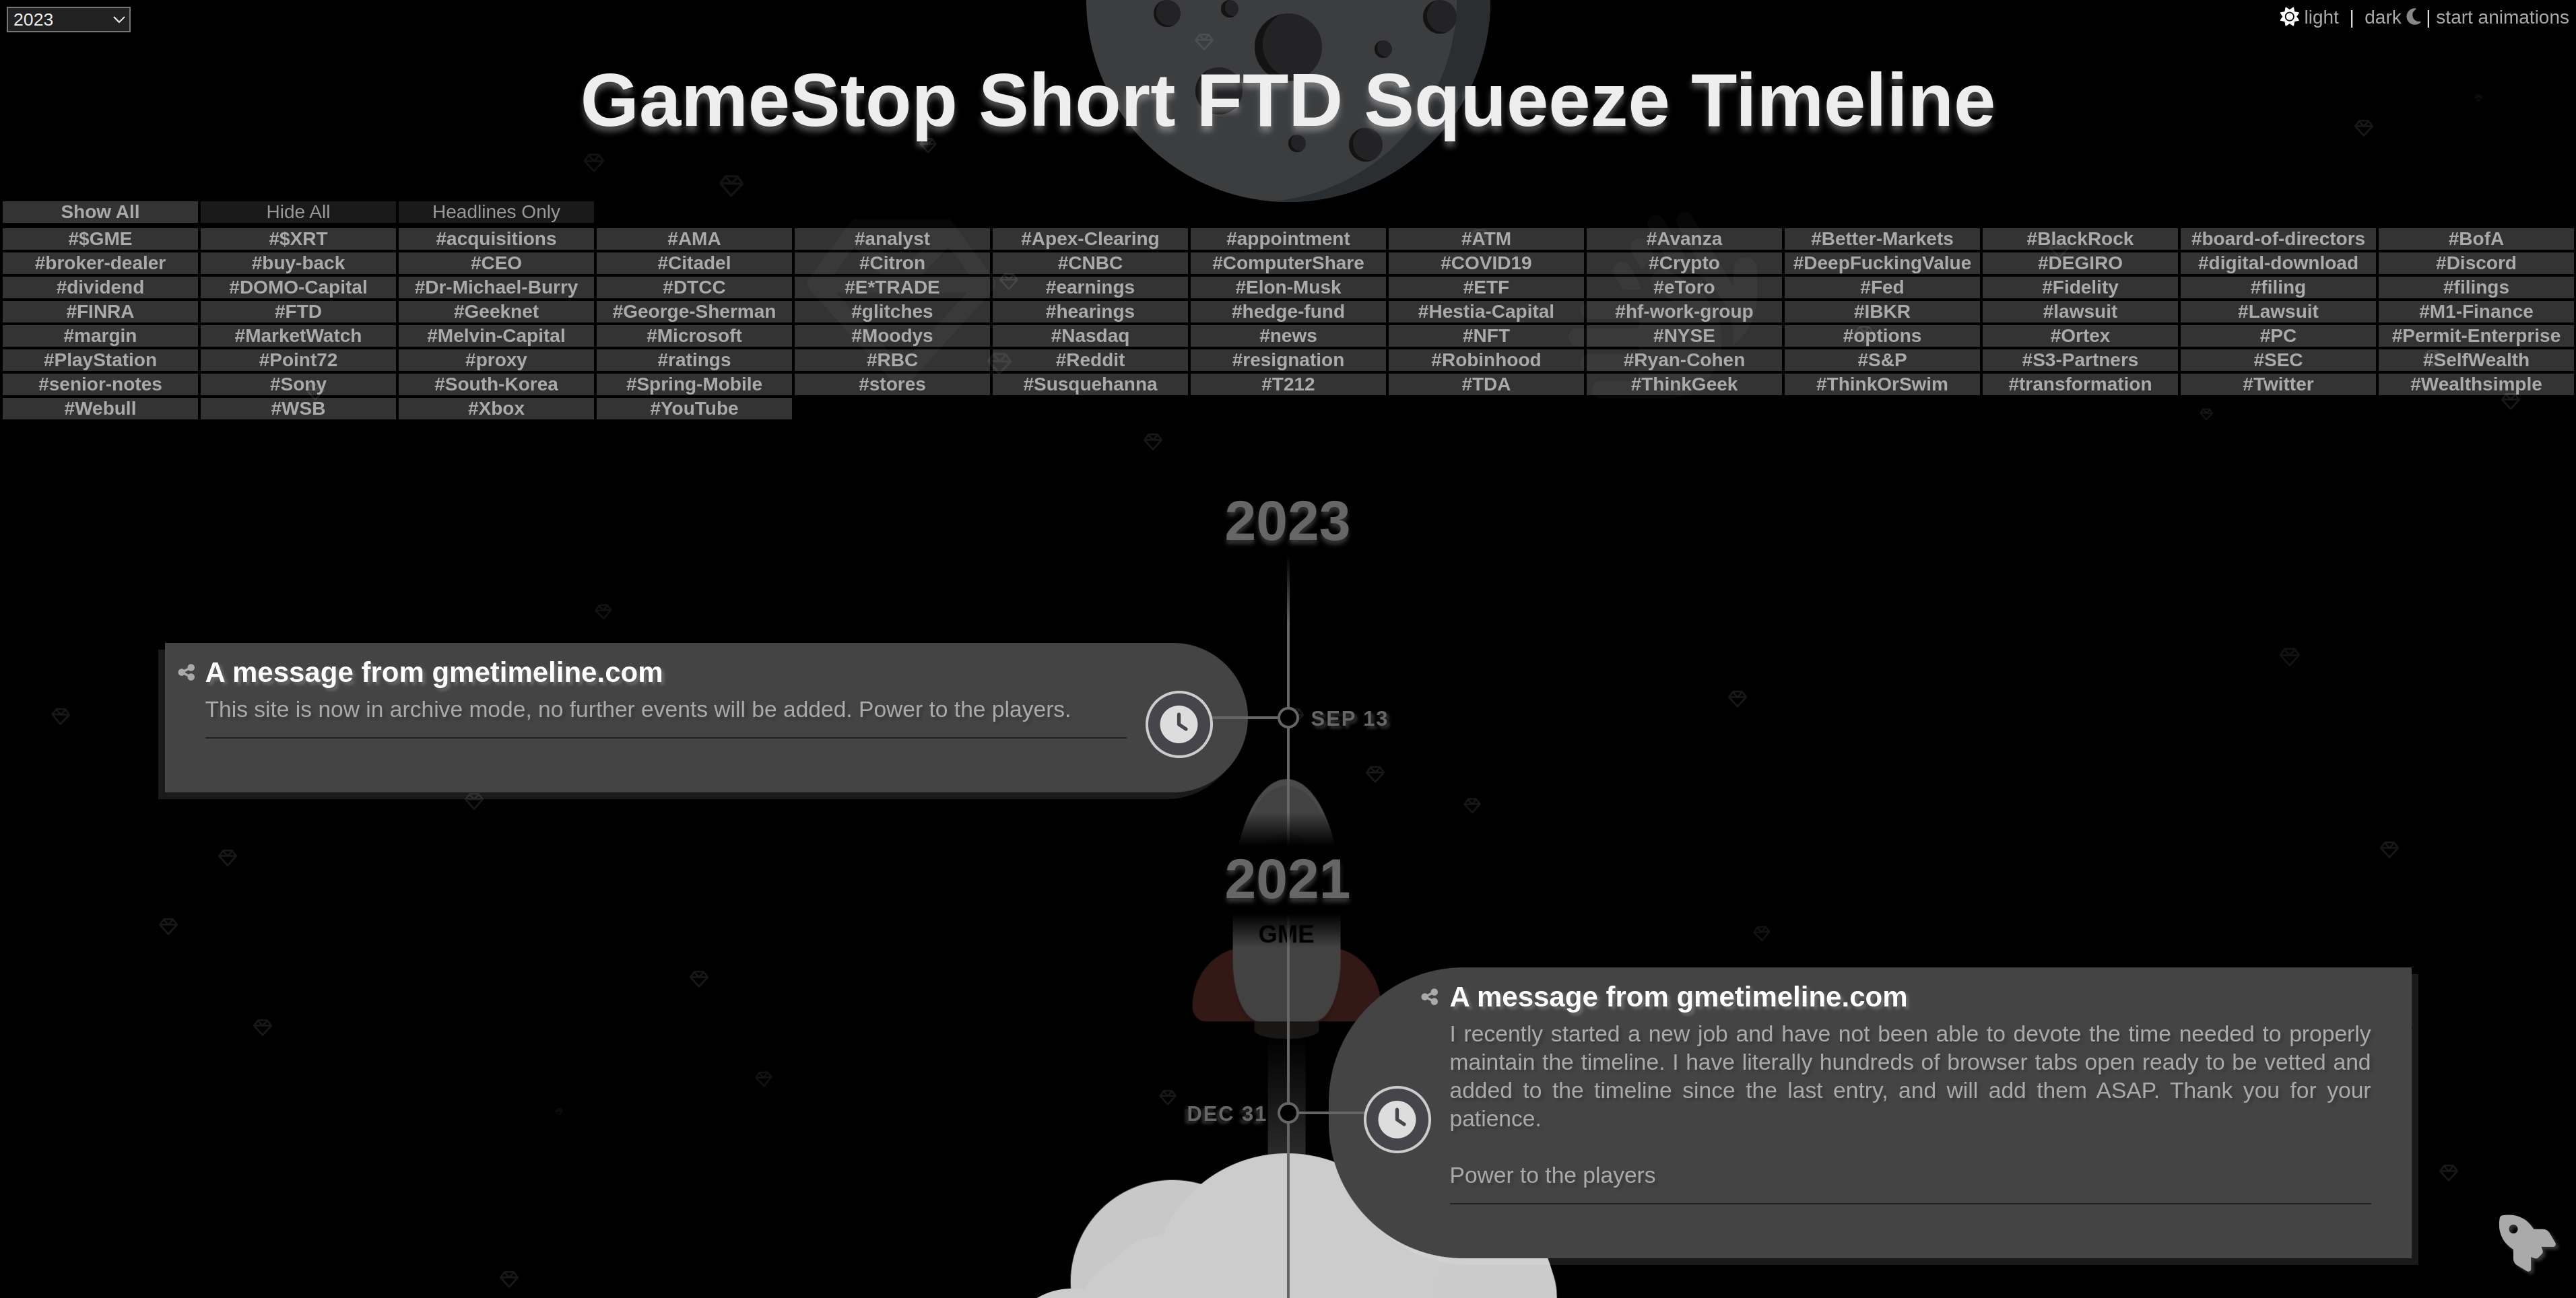 2023
light | dark | start animations
GameStop Short FTD Squeeze Timeline
Show All Hide All Headlines Only
#$GME #$XRT #acquisitions #AMA #analyst #Apex-Clearing #appointment #ATM #Avanza #Better-Markets #BlackRock #board-of-directors #BofA
#broker-dealer #buy-back #CEO #Citadel #Citron #CNBC #ComputerShare #COVID19 #Crypto #DeepFuckingValue #DEGIRO #digital-download #Discord
#dividend #DOMO-Capital #Dr-Michael-Burry #DTCC #E*TRADE #earnings #Elon-Musk #ETF #eToro #Fed #Fidelity #filing #filings
#FINRA #FTD #Geeknet #George-Sherman #glitches #hearings #hedge-fund #Hestia-Capital #hf-work-group #IBKR #lawsuit #Lawsuit #M1-Finance
#margin #MarketWatch #Melvin-Capital #Microsoft #Moodys #Nasdaq #news #NFT #NYSE #options #Ortex #PC #Permit-Enterprise
#PlayStation #Point72 #proxy #ratings #RBC #Reddit #resignation #Robinhood #Ryan-Cohen #S&P #S3-Partners #SEC #SelfWealth
#senior-notes #Sony #South-Korea #Spring-Mobile #stores #Susquehanna #T212 #TDA #ThinkGeek #ThinkOrSwim #transformation #Twitter #Wealthsimple
#Webull #WSB #Xbox #YouTube
2023
A message from gmetimeline.com
This site is now in archive mode, no further events will be added. Power to the players.
SEP 13
2021
GME
A message from gmetimeline.com
I recently started a new job and have not been able to devote the time needed to properly
maintain the timeline. I have literally hundreds of browser tabs open ready to be vetted and
added to the timeline since the last entry, and will add them ASAP. Thank you for your
patience.
DEC 31
Power to the players